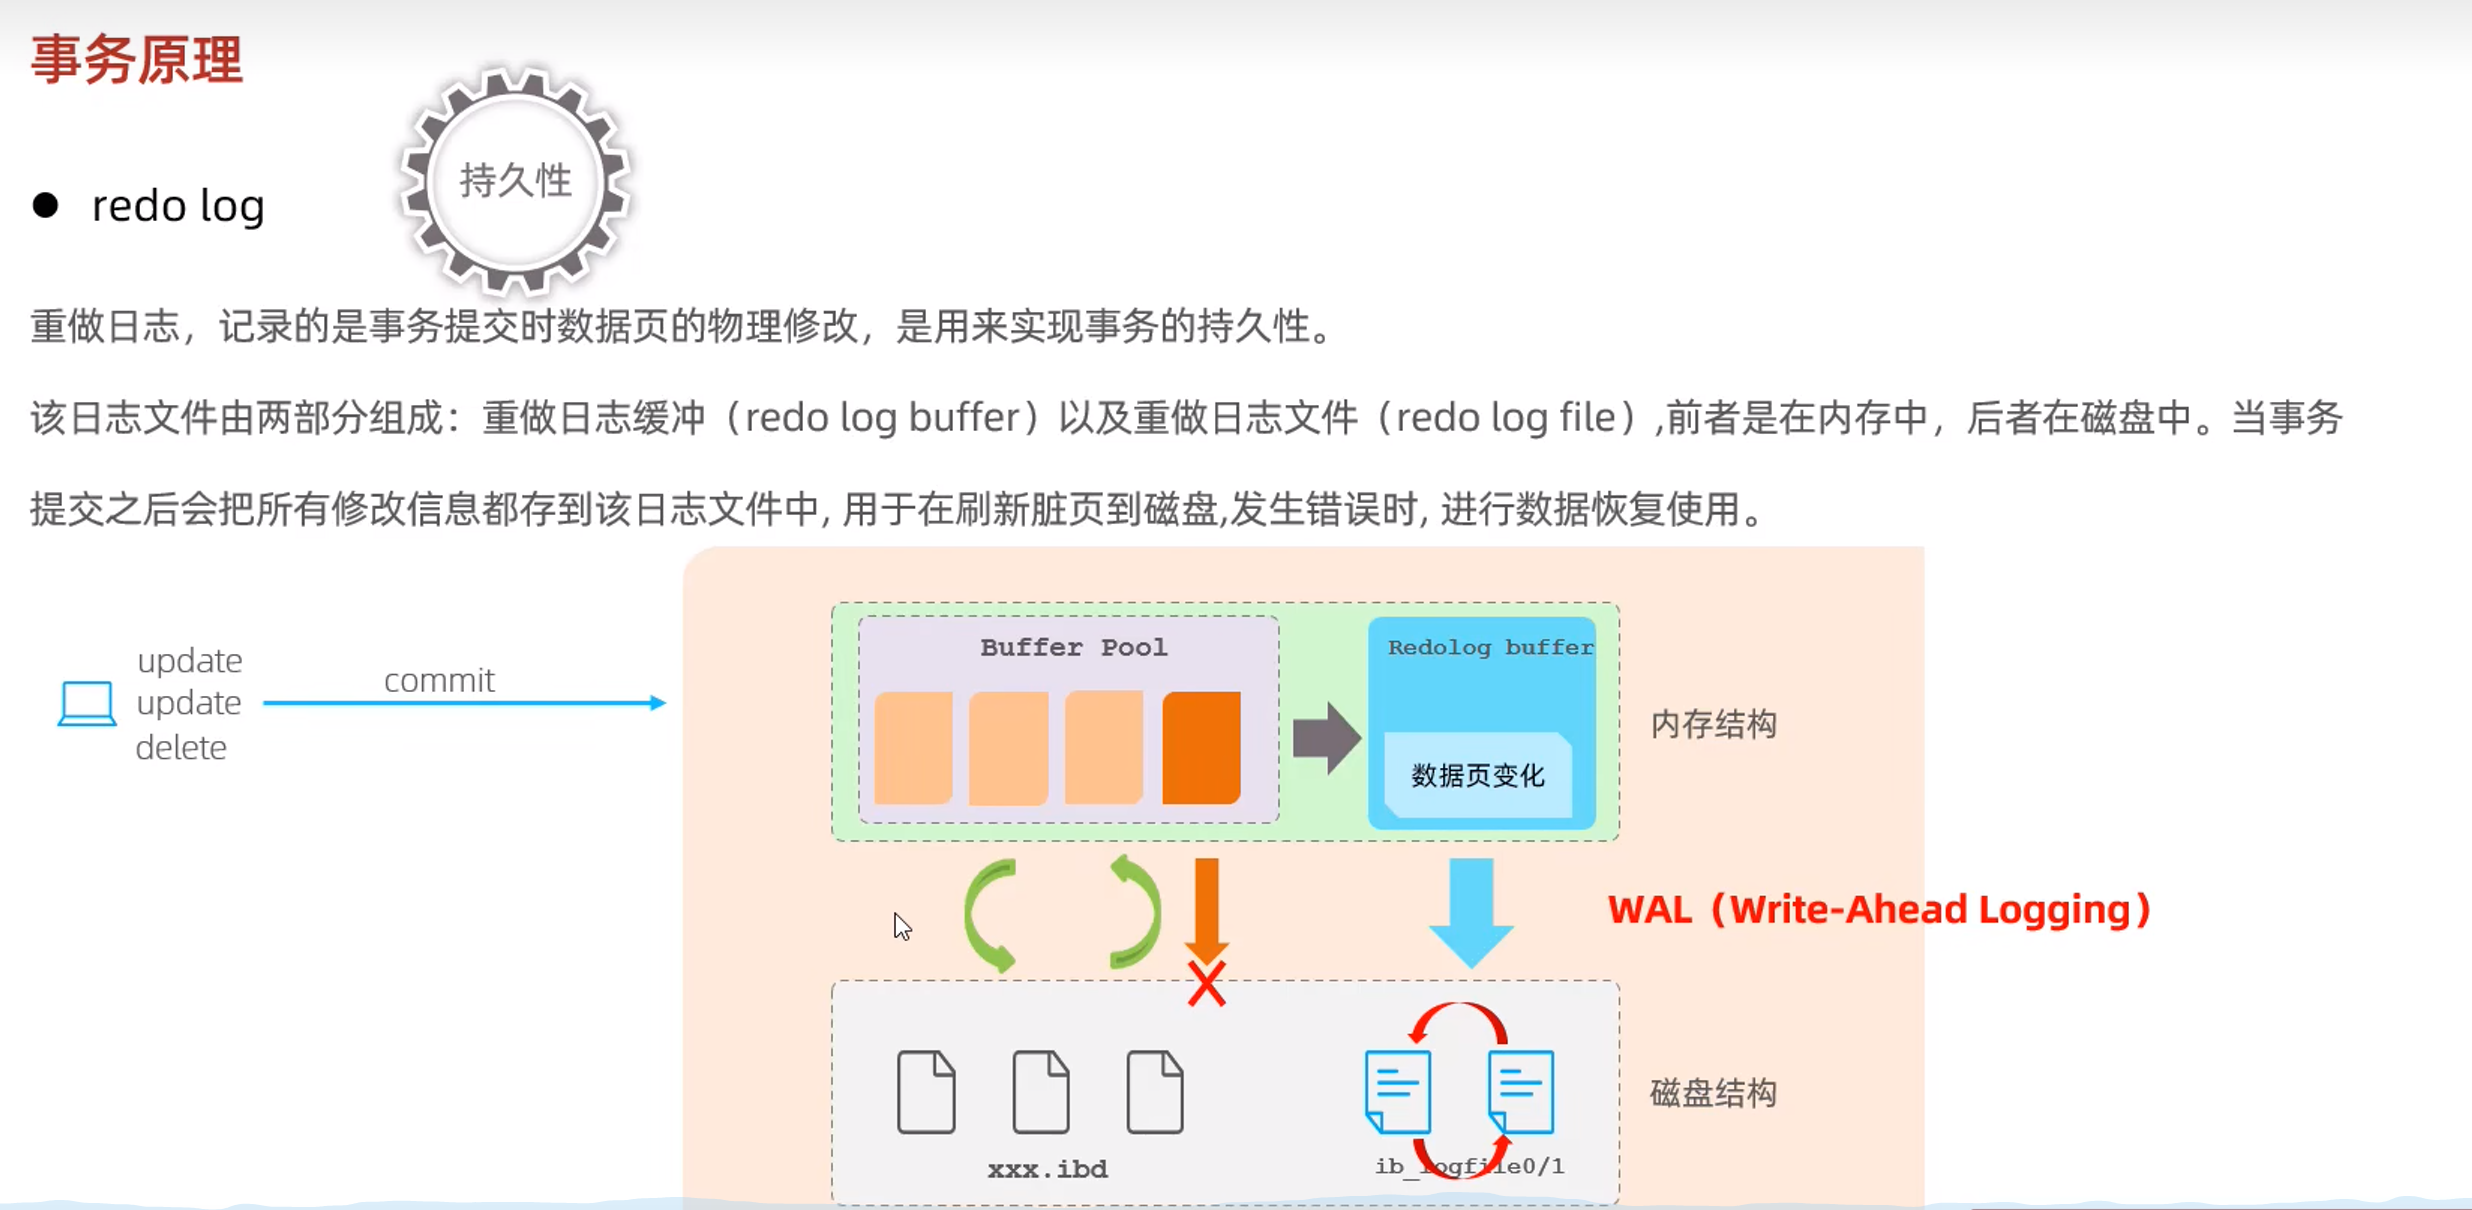 事务原理
持久性
● redo log
重做日志，记录的是事务提交时数据页的物理修改，是用来实现事务的持久性。
该日志文件由两部分组成：重做日志缓冲（redo log buffer）以及重做日志文件（redo log file）,前者是在内存中，后者在磁盘中。当事务
提交之后会把所有修改信息都存到该日志文件中, 用于在刷新脏页到磁盘,发生错误时, 进行数据恢复使用。
update
update
delete
commit
Buffer Pool
Redolog buffer
数据页变化
内存结构
WAL（Write-Ahead Logging）
xxx.ibd
ib_logfile0/1
磁盘结构